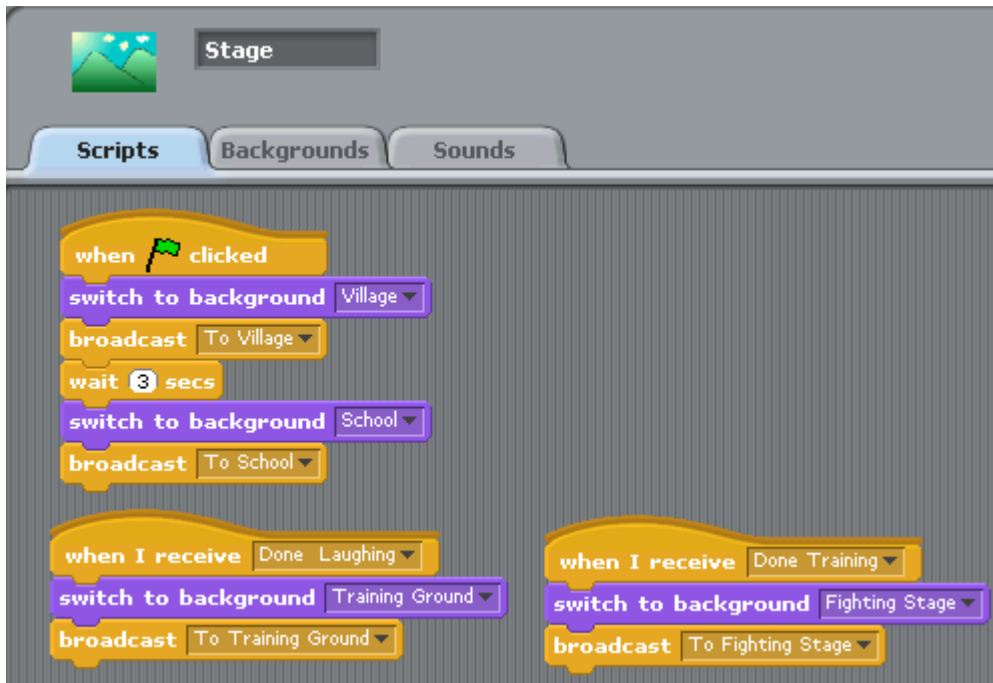 Stage
Scripts Backgrounds Sounds
when clicked
switch to background Village
broadcast To Village
wait 3 secs
switch to background School
broadcast To School
when I receive Done Laughing
switch to background Training Ground
broadcast To Training Ground
when I receive Done Training
switch to background Fighting Stage
broadcast To Fighting Stage